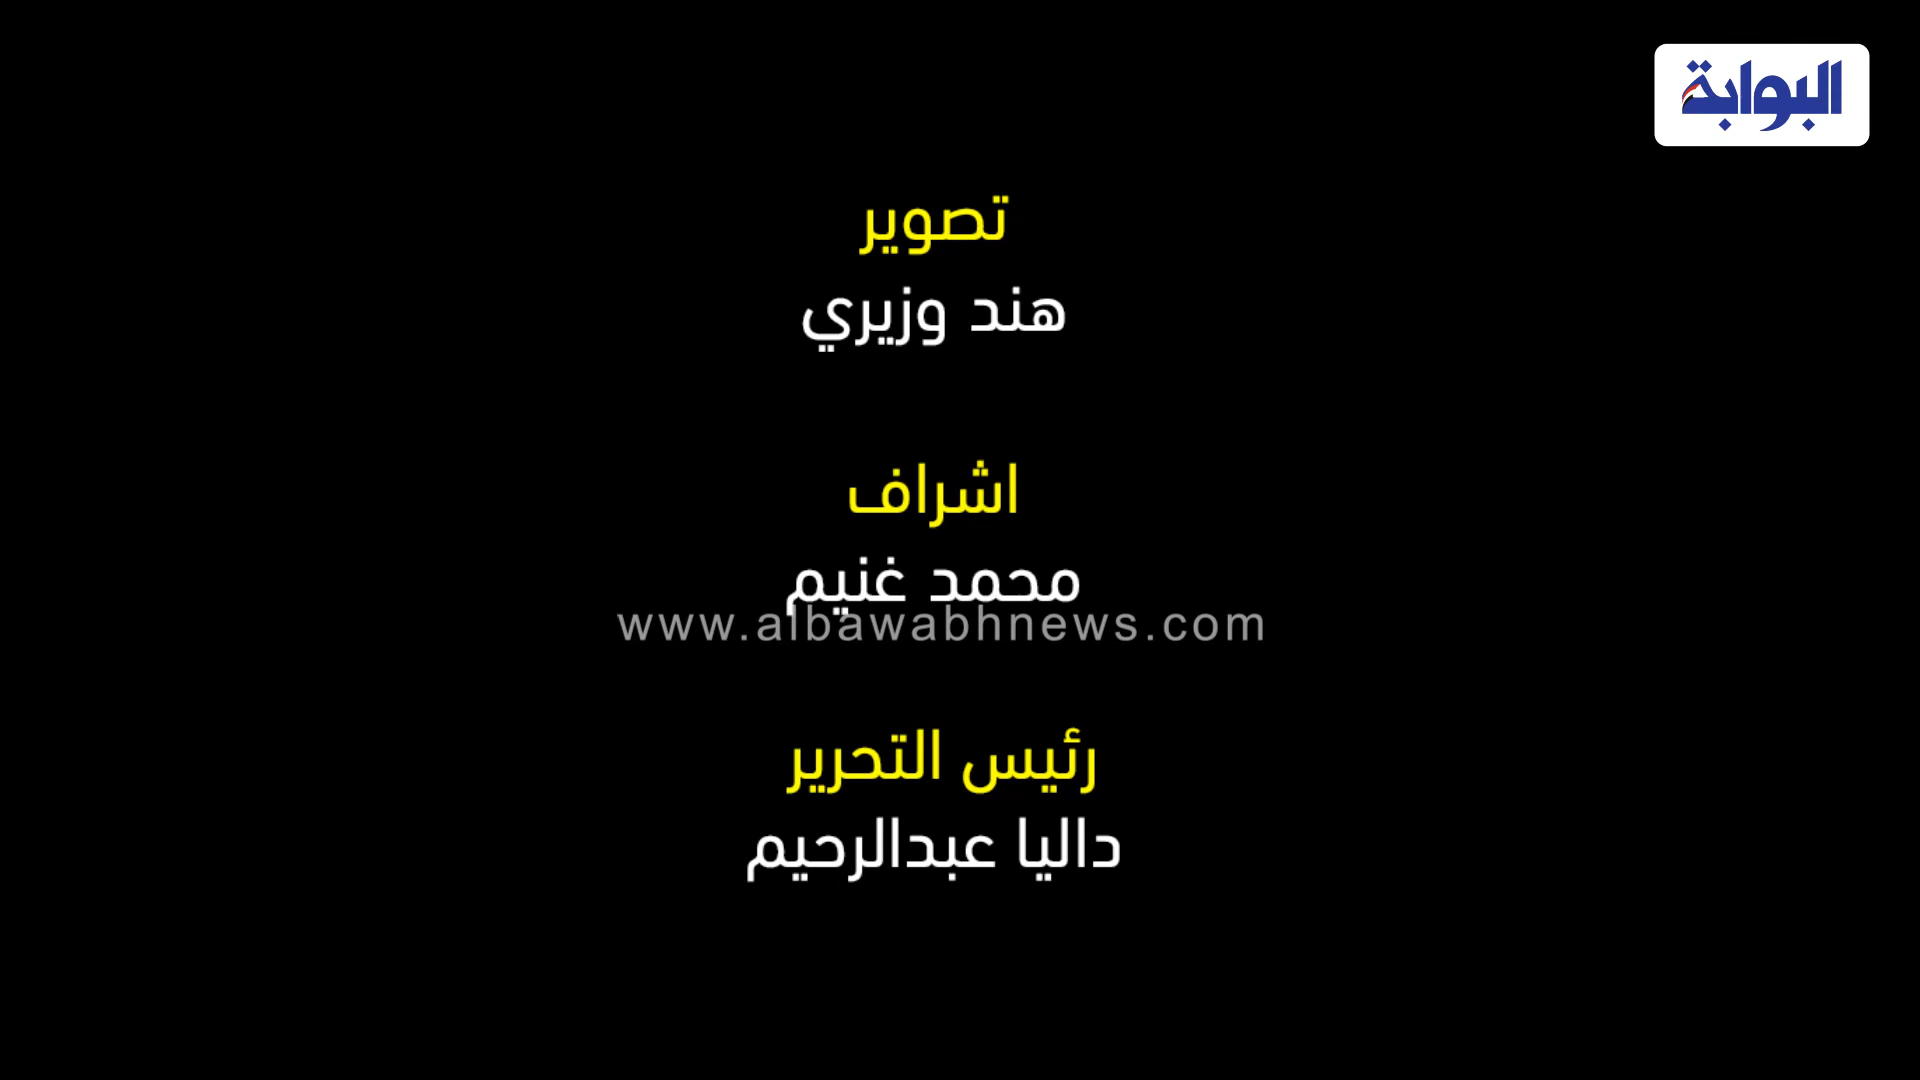 البوابة
تصوير
هند وزيري
اشراف
محمد غنيم
www.albawabhnews.com
رئيس التحرير
داليا عبدالرحيم